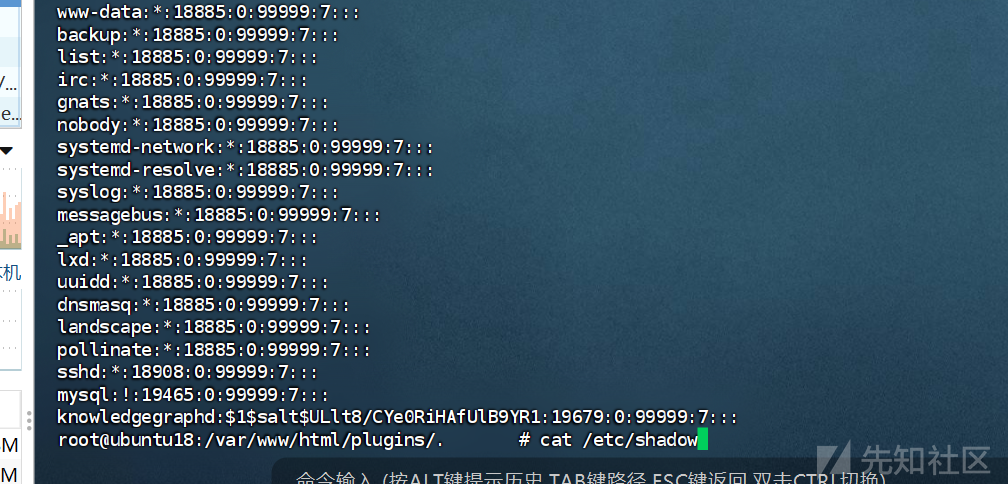 www-data:*:18885:0:99999:7:::
backup:*:18885:0:99999:7:::
list:*:18885:0:99999:7:::
irc:*:18885:0:99999:7:::
gnats:*:18885:0:99999:7:::
nobody:*:18885:0:99999:7:::
systemd-network:*:18885:0:99999:7:::
systemd-resolve:*:18885:0:99999:7:::
syslog:*:18885:0:99999:7:::
messagebus:*:18885:0:99999:7:::
_apt:*:18885:0:99999:7:::
lxd:*:18885:0:99999:7:::
uuidd:*:18885:0:99999:7:::
dnsmasq:*:18885:0:99999:7:::
landscape:*:18885:0:99999:7:::
pollinate:*:18885:0:99999:7:::
sshd:*:18908:0:99999:7:::
mysql:!:19465:0:99999:7:::
knowledgegraphd:$1$salt$ULlt8/CYe0RiHAfUlB9YR1:19679:0:99999:7:::
root@ubuntu18:/var/www/html/plugins/. # cat /etc/shadow
命令输入 (按ALT键提示历史,TAB键路径,ESC键返回,双击CTRL切换)
先知社区
/...
e...
机
M
M